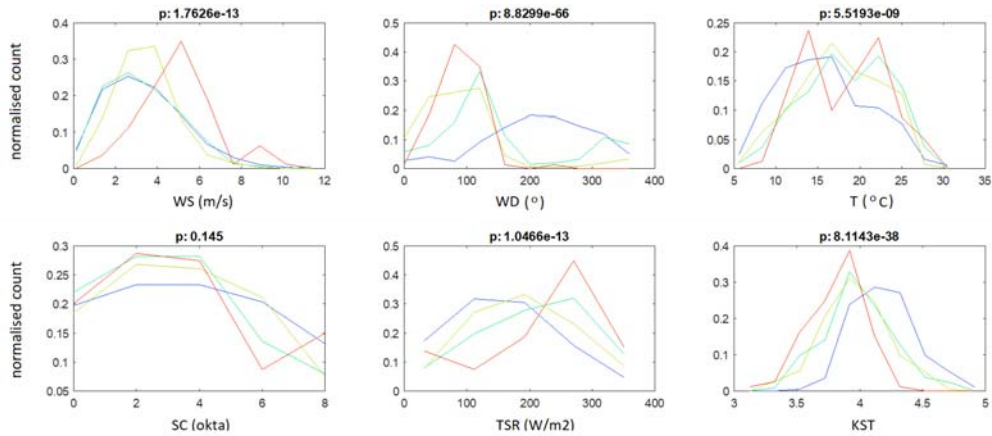 p: 1.7626e-13
p: 8.8299e-66
p: 5.5193e-09
normalised count
0.4
0.3
0.2
0.1
0
0 2 4 6 8 10 12
WS (m/s)
0.5
0.4
0.3
0.2
0.1
0
0 100 200 300 400
WD (°)
0.25
0.2
0.15
0.1
0.05
0
5 10 15 20 25 30 35
T (°C)
p: 0.145
p: 1.0466e-13
p: 8.1143e-38
normalised count
0.3
0.25
0.2
0.15
0.1
0.05
0 2 4 6 8
SC (okta)
0.5
0.4
0.3
0.2
0.1
0
0 100 200 300 400
TSR (W/m2)
0.4
0.3
0.2
0.1
0
3 3.5 4 4.5 5
KST